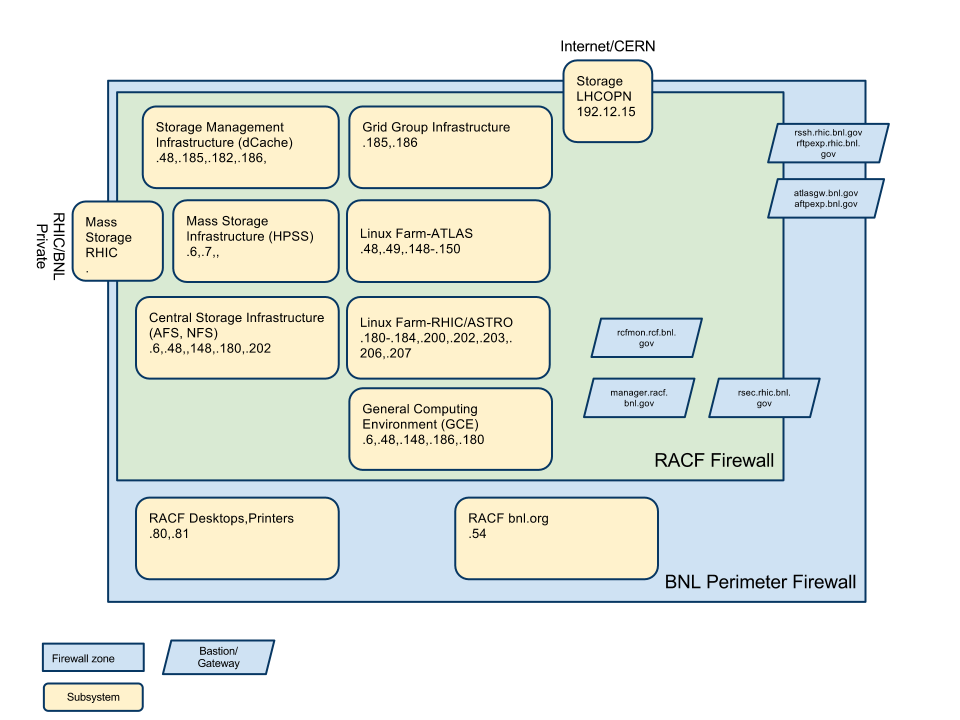 Internet/CERN
Storage
LHCOPN
192.12.15
Storage Management
Infrastructure (dCache)
.48,.185,.182,.186,
Grid Group Infrastructure
.185,.186
rssh.rhic.bnl.gov
rftpexp.rhic.bnl.
gov
atlasgw.bnl.gov
aftpexp.bnl.gov
RHIC/BNL
Private
Mass
Storage
RHIC
.
Mass Storage
Infrastructure (HPSS)
.6,.7,,
Linux Farm-ATLAS
.48,.49,.148-.150
Central Storage Infrastructure
(AFS, NFS)
.6,.48,,148,.180,.202
Linux Farm-RHIC/ASTRO
.180-.184,.200,.202,.203,.
206,.207
rcfmon.rcf.bnl.
gov
General Computing
Environment (GCE)
.6,.48,.148,.186,.180
manager.racf.
bnl.gov
rsec.rhic.bnl.
gov
RACF Firewall
RACF Desktops,Printers
.80,.81
RACF bnl.org
.54
BNL Perimeter Firewall
Firewall zone
Bastion/
Gateway
Subsystem